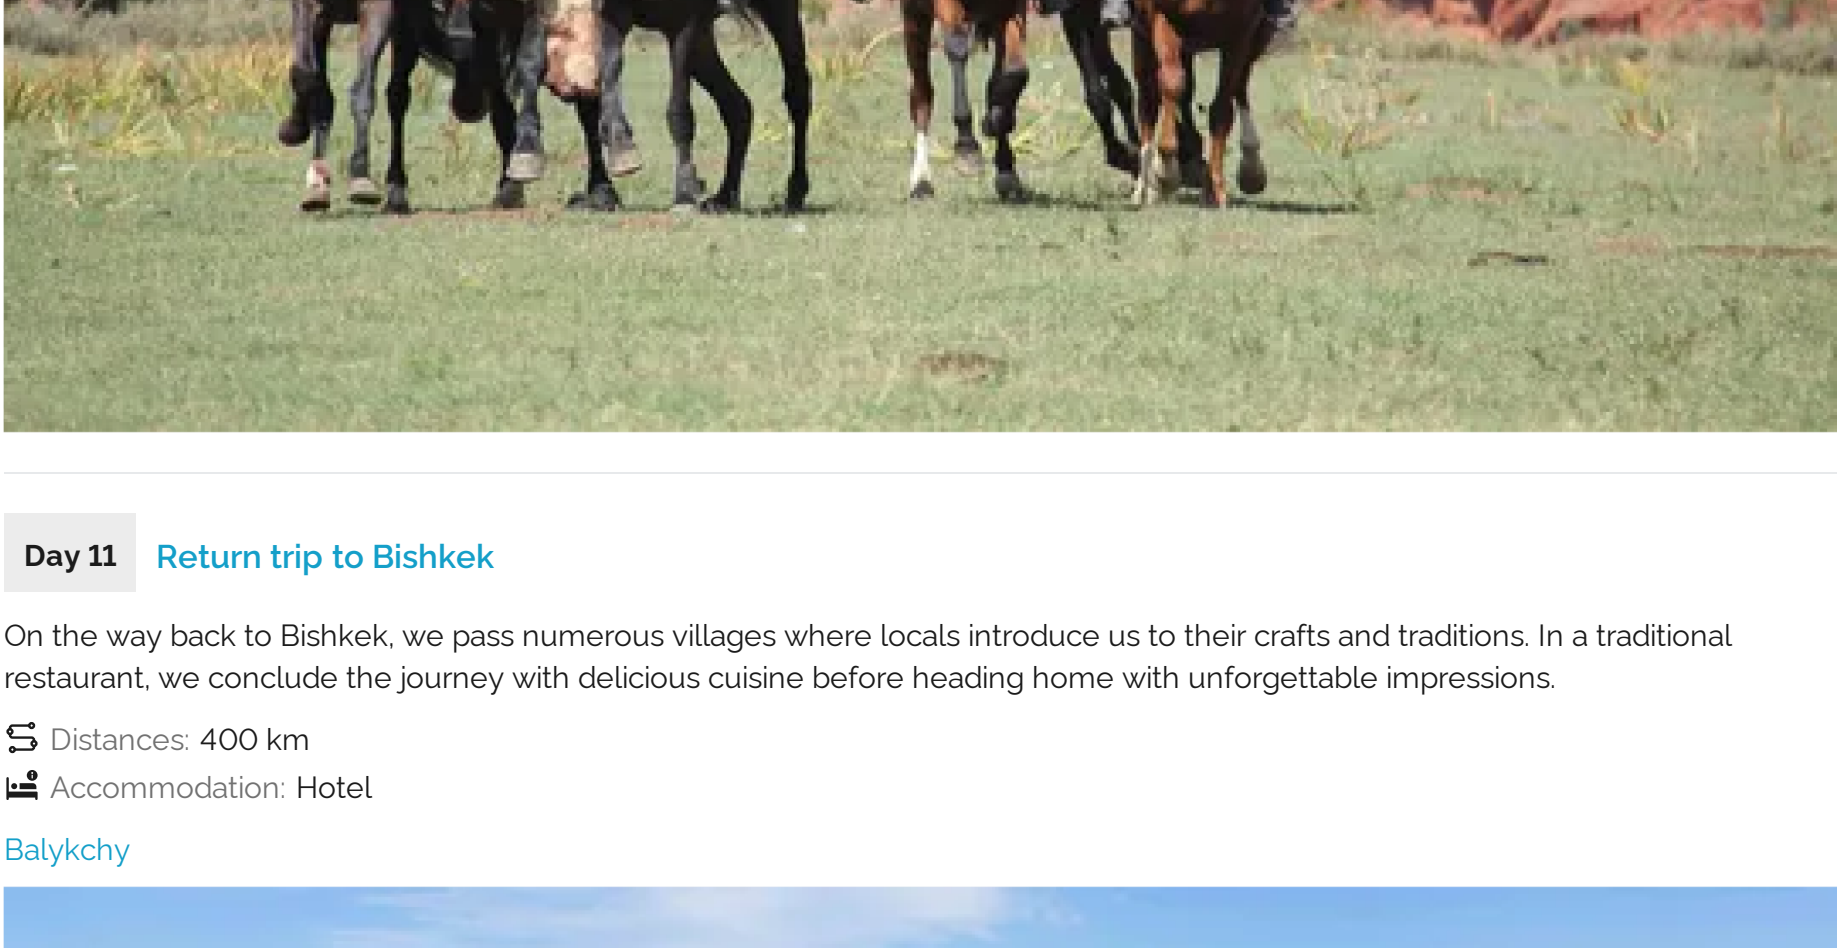 Day 11
Return trip to Bishkek
On the way back to Bishkek, we pass numerous villages where locals introduce us to their crafts and traditions. In a traditional
restaurant, we conclude the journey with delicious cuisine before heading home with unforgettable impressions.
Distances: 400 km
Accommodation: Hotel
Balykchy